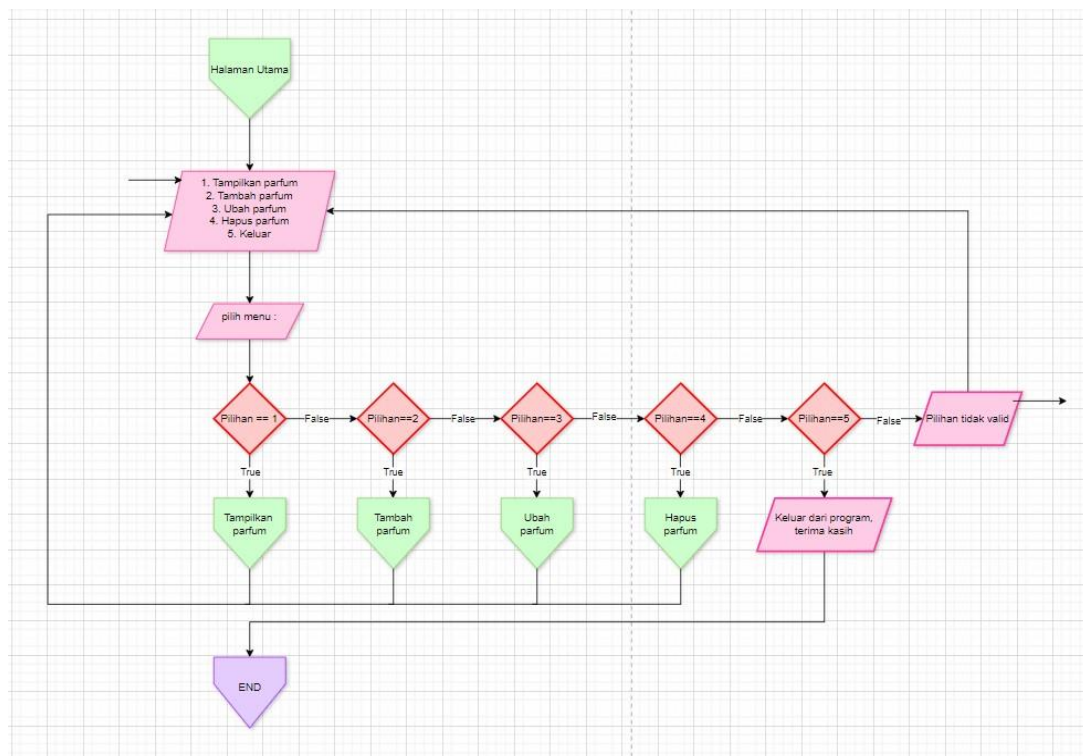 Halaman Utama
1. Tampilkan parfum
2. Tambah parfum
3. Ubah parfum
4. Hapus parfum
5. Keluar
pilih menu :
Pilihan == 1
False
Pilihan==2
False
Pilihan==3
False
Pilihan==4
False
Pilihan==5
False
Pilihan tidak valid
True
True
True
True
True
Tampilkan
parfum
Tambah
parfum
Ubah
parfum
Hapus
parfum
Keluar dari program,
terima kasih
END